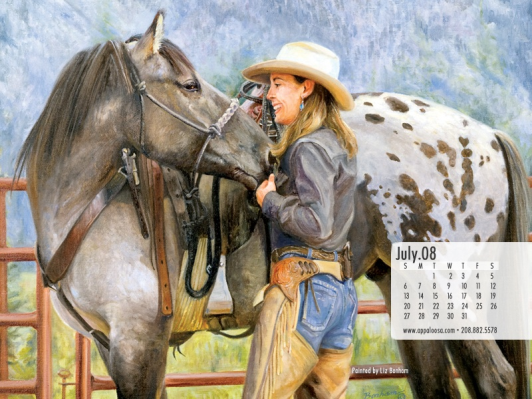 July.08
S M T W T F S
1 2 3 4 5
6 7 8 9 10 11 12
13 14 15 16 17 18 19
20 21 22 23 24 25 26
27 28 29 30 31
www.appaloosa.com • 208.882.5578
Painted by Liz Bonham